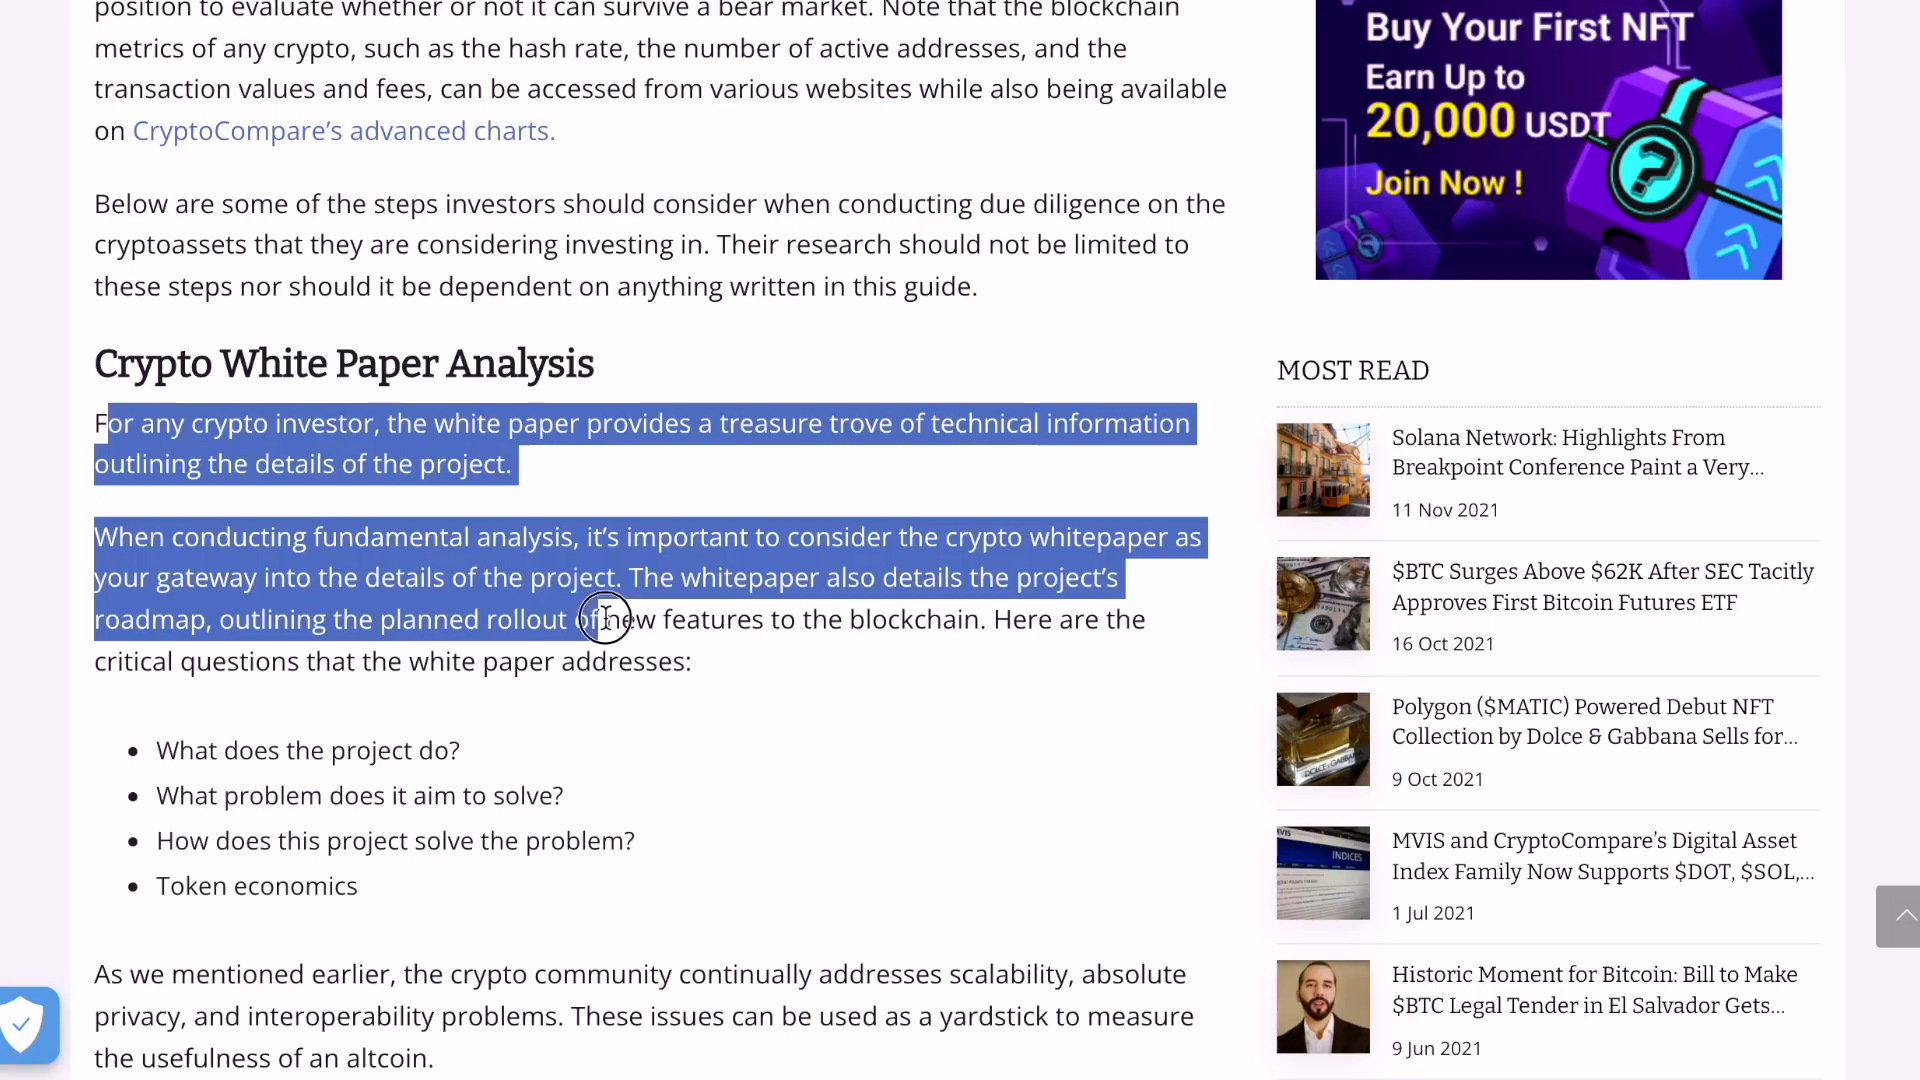 position to evaluate whether or not it can survive a bear market. Note that the blockchain
metrics of any crypto, such as the hash rate, the number of active addresses, and the
transaction values and fees, can be accessed from various websites while also being available
on CryptoCompare’s advanced charts.
Below are some of the steps investors should consider when conducting due diligence on the
cryptoassets that they are considering investing in. Their research should not be limited to
these steps nor should it be dependent on anything written in this guide.
Crypto White Paper Analysis
For any crypto investor, the white paper provides a treasure trove of technical information
outlining the details of the project.
When conducting fundamental analysis, it’s important to consider the crypto whitepaper as
your gateway into the details of the project. The whitepaper also details the project’s
roadmap, outlining the planned rollout of new features to the blockchain. Here are the
critical questions that the white paper addresses:
What does the project do?
What problem does it aim to solve?
How does this project solve the problem?
Token economics
As we mentioned earlier, the crypto community continually addresses scalability, absolute
privacy, and interoperability problems. These issues can be used as a yardstick to measure
the usefulness of an altcoin.
Buy Your First NFT
Earn Up to
20,000 USDT
Join Now !
MOST READ
Solana Network: Highlights From
Breakpoint Conference Paint a Very...
11 Nov 2021
$BTC Surges Above $62K After SEC Tacitly
Approves First Bitcoin Futures ETF
16 Oct 2021
Polygon ($MATIC) Powered Debut NFT
Collection by Dolce & Gabbana Sells for...
9 Oct 2021
DOLCE & GABBANA
MVIS and CryptoCompare’s Digital Asset
Index Family Now Supports $DOT, $SOL,...
1 Jul 2021
INDICES
Historic Moment for Bitcoin: Bill to Make
$BTC Legal Tender in El Salvador Gets...
9 Jun 2021